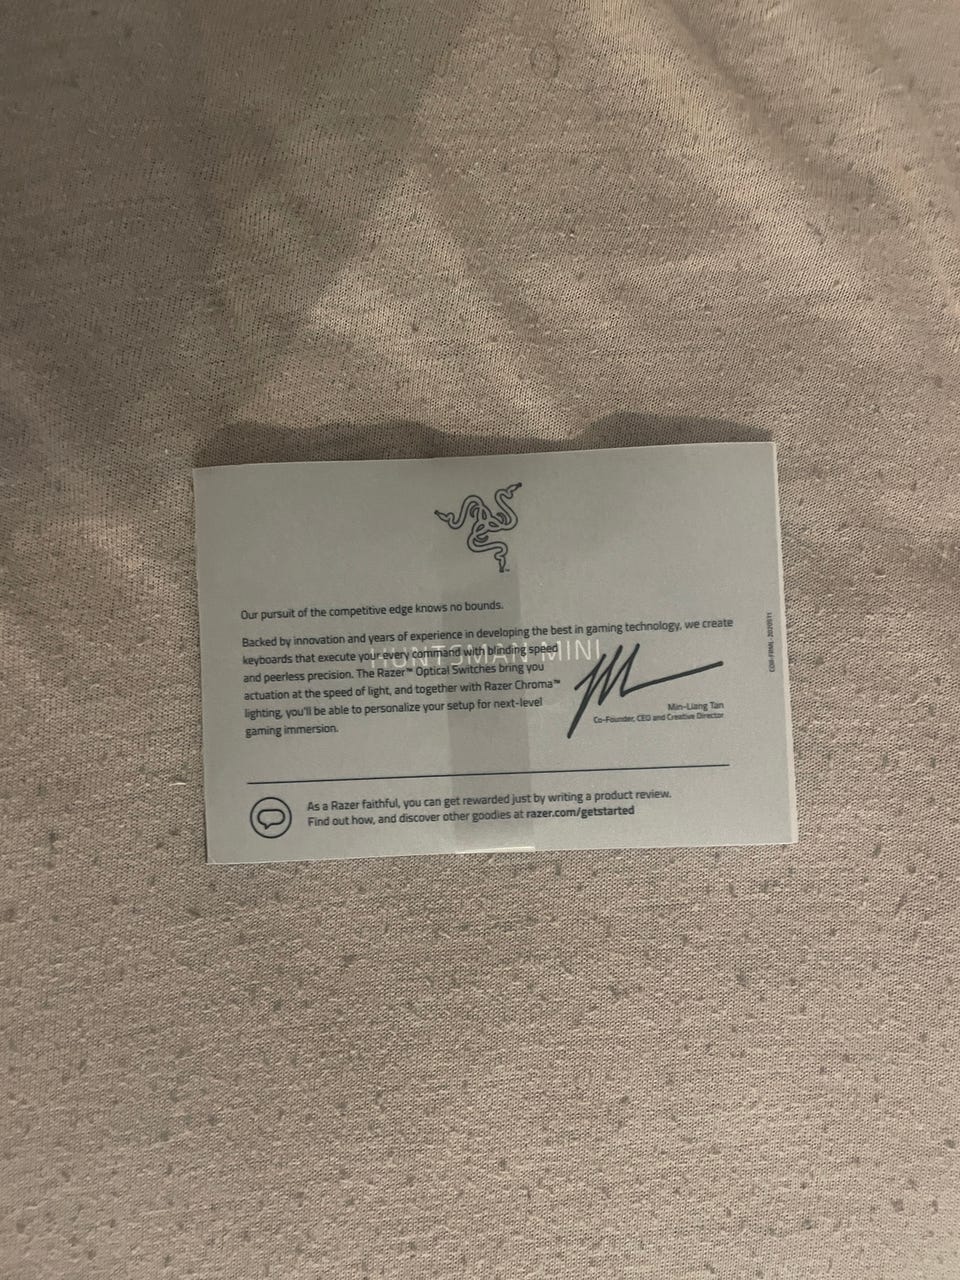 Our pursuit of the competitive edge knows no bounds.
Backed by innovation and years of experience in developing the best in gaming technology, we create
keyboards that execute your every command with blinding speed
and peerless precision. The Razer™ Optical Switches bring you
actuation at the speed of light, and together with Razer Chroma™
lighting, you'll be able to personalize your setup for next-level
gaming immersion.
HUNTSMAN MINI
Min-Liang Tan
Co-Founder, CEO and Creative Director
As a Razer faithful, you can get rewarded just by writing a product review.
Find out how, and discover other goodies at razer.com/getstarted